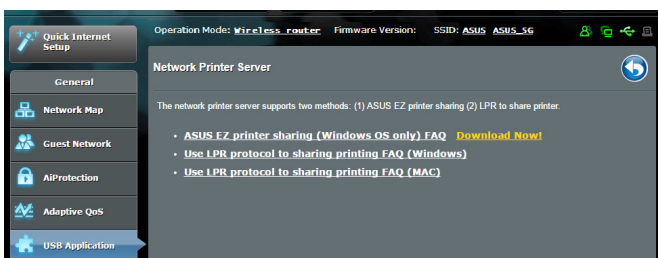 Quick Internet
Setup
Operation Mode: Wireless router Firmware Version: SSID: ASUS ASUS_5G
General
Network Map
Guest Network
AiProtection
Adaptive QoS
USB Application
Network Printer Server
The network printer server supports two methods: (1) ASUS EZ printer sharing (2) LPR to share printer.
ASUS EZ printer sharing (Windows OS only) FAQ Download Now!
Use LPR protocol to sharing printing FAQ (Windows)
Use LPR protocol to sharing printing FAQ (MAC)